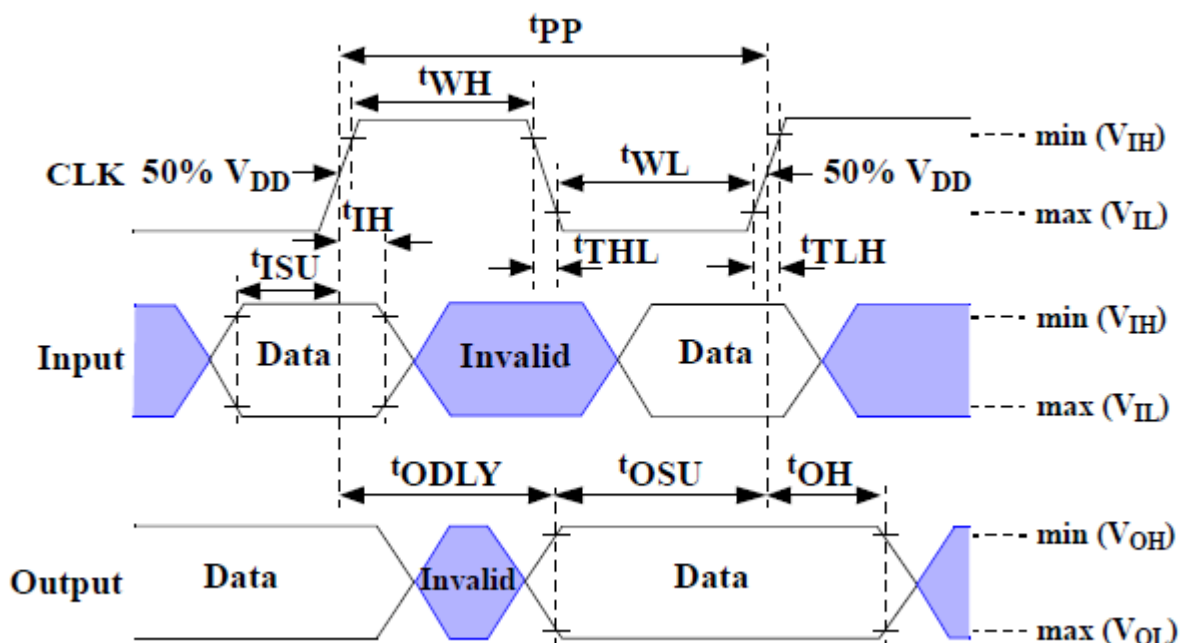 tPP
tWH
min (VIH)
CLK 50% VDD
tWL
50% VDD
tIH
max (VIL)
tISU
tTHL
tTLH
min (VIH)
Input
Data
Invalid
Data
max (VIL)
tODLY
tOSU
tOH
min (VOH)
Output
Data
Invalid
Data
max (VOL)